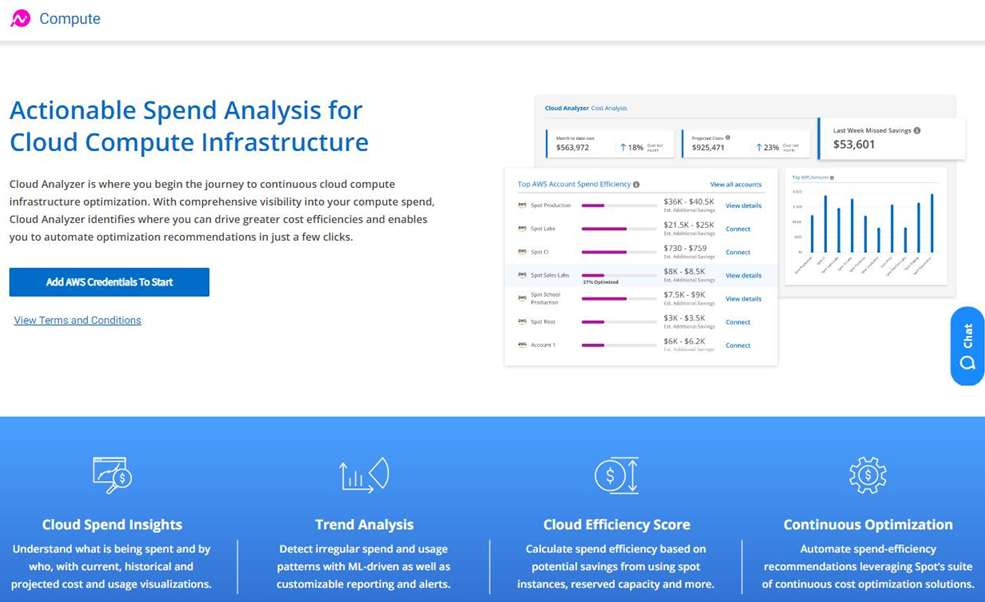 Compute
Actionable Spend Analysis for
Cloud Compute Infrastructure
Cloud Analyzer is where you begin the journey to continuous cloud compute
infrastructure optimization. With comprehensive visibility into your compute spend,
Cloud Analyzer identifies where you can drive greater cost efficiencies and enables
you to automate optimization recommendations in just a few clicks.
Add AWS Credentials To Start
View Terms and Conditions
Cloud Analyzer Cost Analysis
$563,972 18%
Projected Costs
$925,471 23%
Last Week Missed Savings
$53,601
Top AWS Account Spend Efficiency View all accounts
aws Spot Production $36K - $40.5K View details
Est. Additional Savings
aws Spot Labs $21.5K - $25K Connect
Est. Additional Savings
aws Spot CI $730 - $759 Connect
Est. Additional Savings
aws Spot Sales Labs $8K - $8.5K View details
27% Optimized Est. Additional Savings
aws Spot School Production $7.5K - $9K View details
Est. Additional Savings
aws Spot Root $3K - $3.5K Connect
Est. Additional Savings
aws Account 1 $6K - $6.2K Connect
Est. Additional Savings
Top AWS Accounts
Chat
Cloud Spend Insights
Understand what is being spent and by
who, with current, historical and
projected cost and usage visualizations.
Trend Analysis
Detect irregular spend and usage
patterns with ML-driven as well as
customizable reporting and alerts.
Cloud Efficiency Score
Calculate spend efficiency based on
potential savings from using spot
instances, reserved capacity and more.
Continuous Optimization
Automate spend-efficiency
recommendations leveraging Spot's suite
of continuous cost optimization solutions.